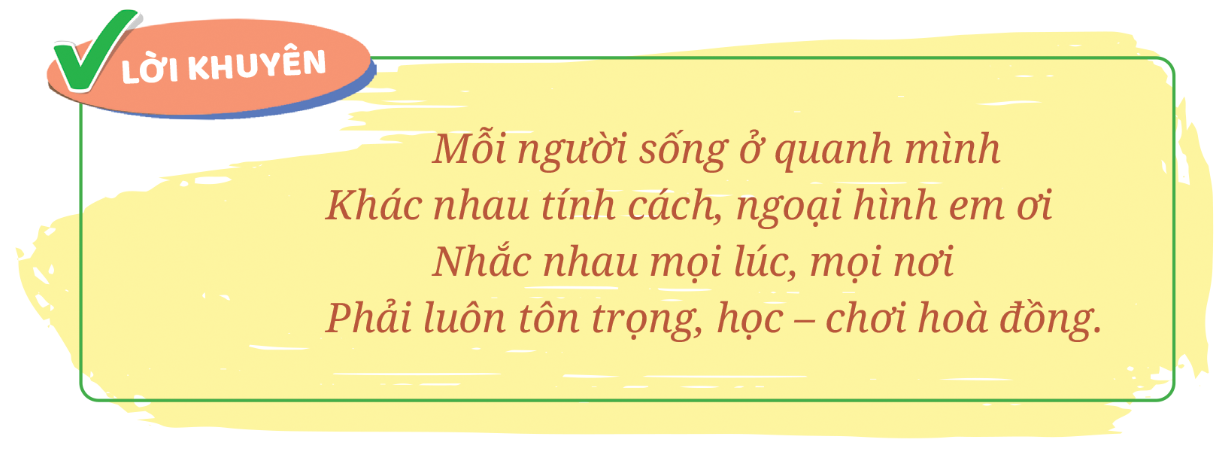 LỜI KHUYÊN
Mỗi người sống ở quanh mình
Khác nhau tính cách, ngoại hình em ơi
Nhắc nhau mọi lúc, mọi nơi
Phải luôn tôn trọng, học – chơi hoà đồng.